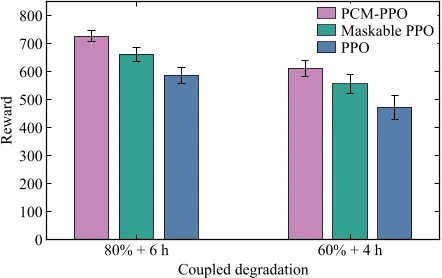 800
700
600
500
400
300
200
100
0
Reward
PCM-PPO
Maskable PPO
PPO
80% + 6 h
60% + 4 h
Coupled degradation